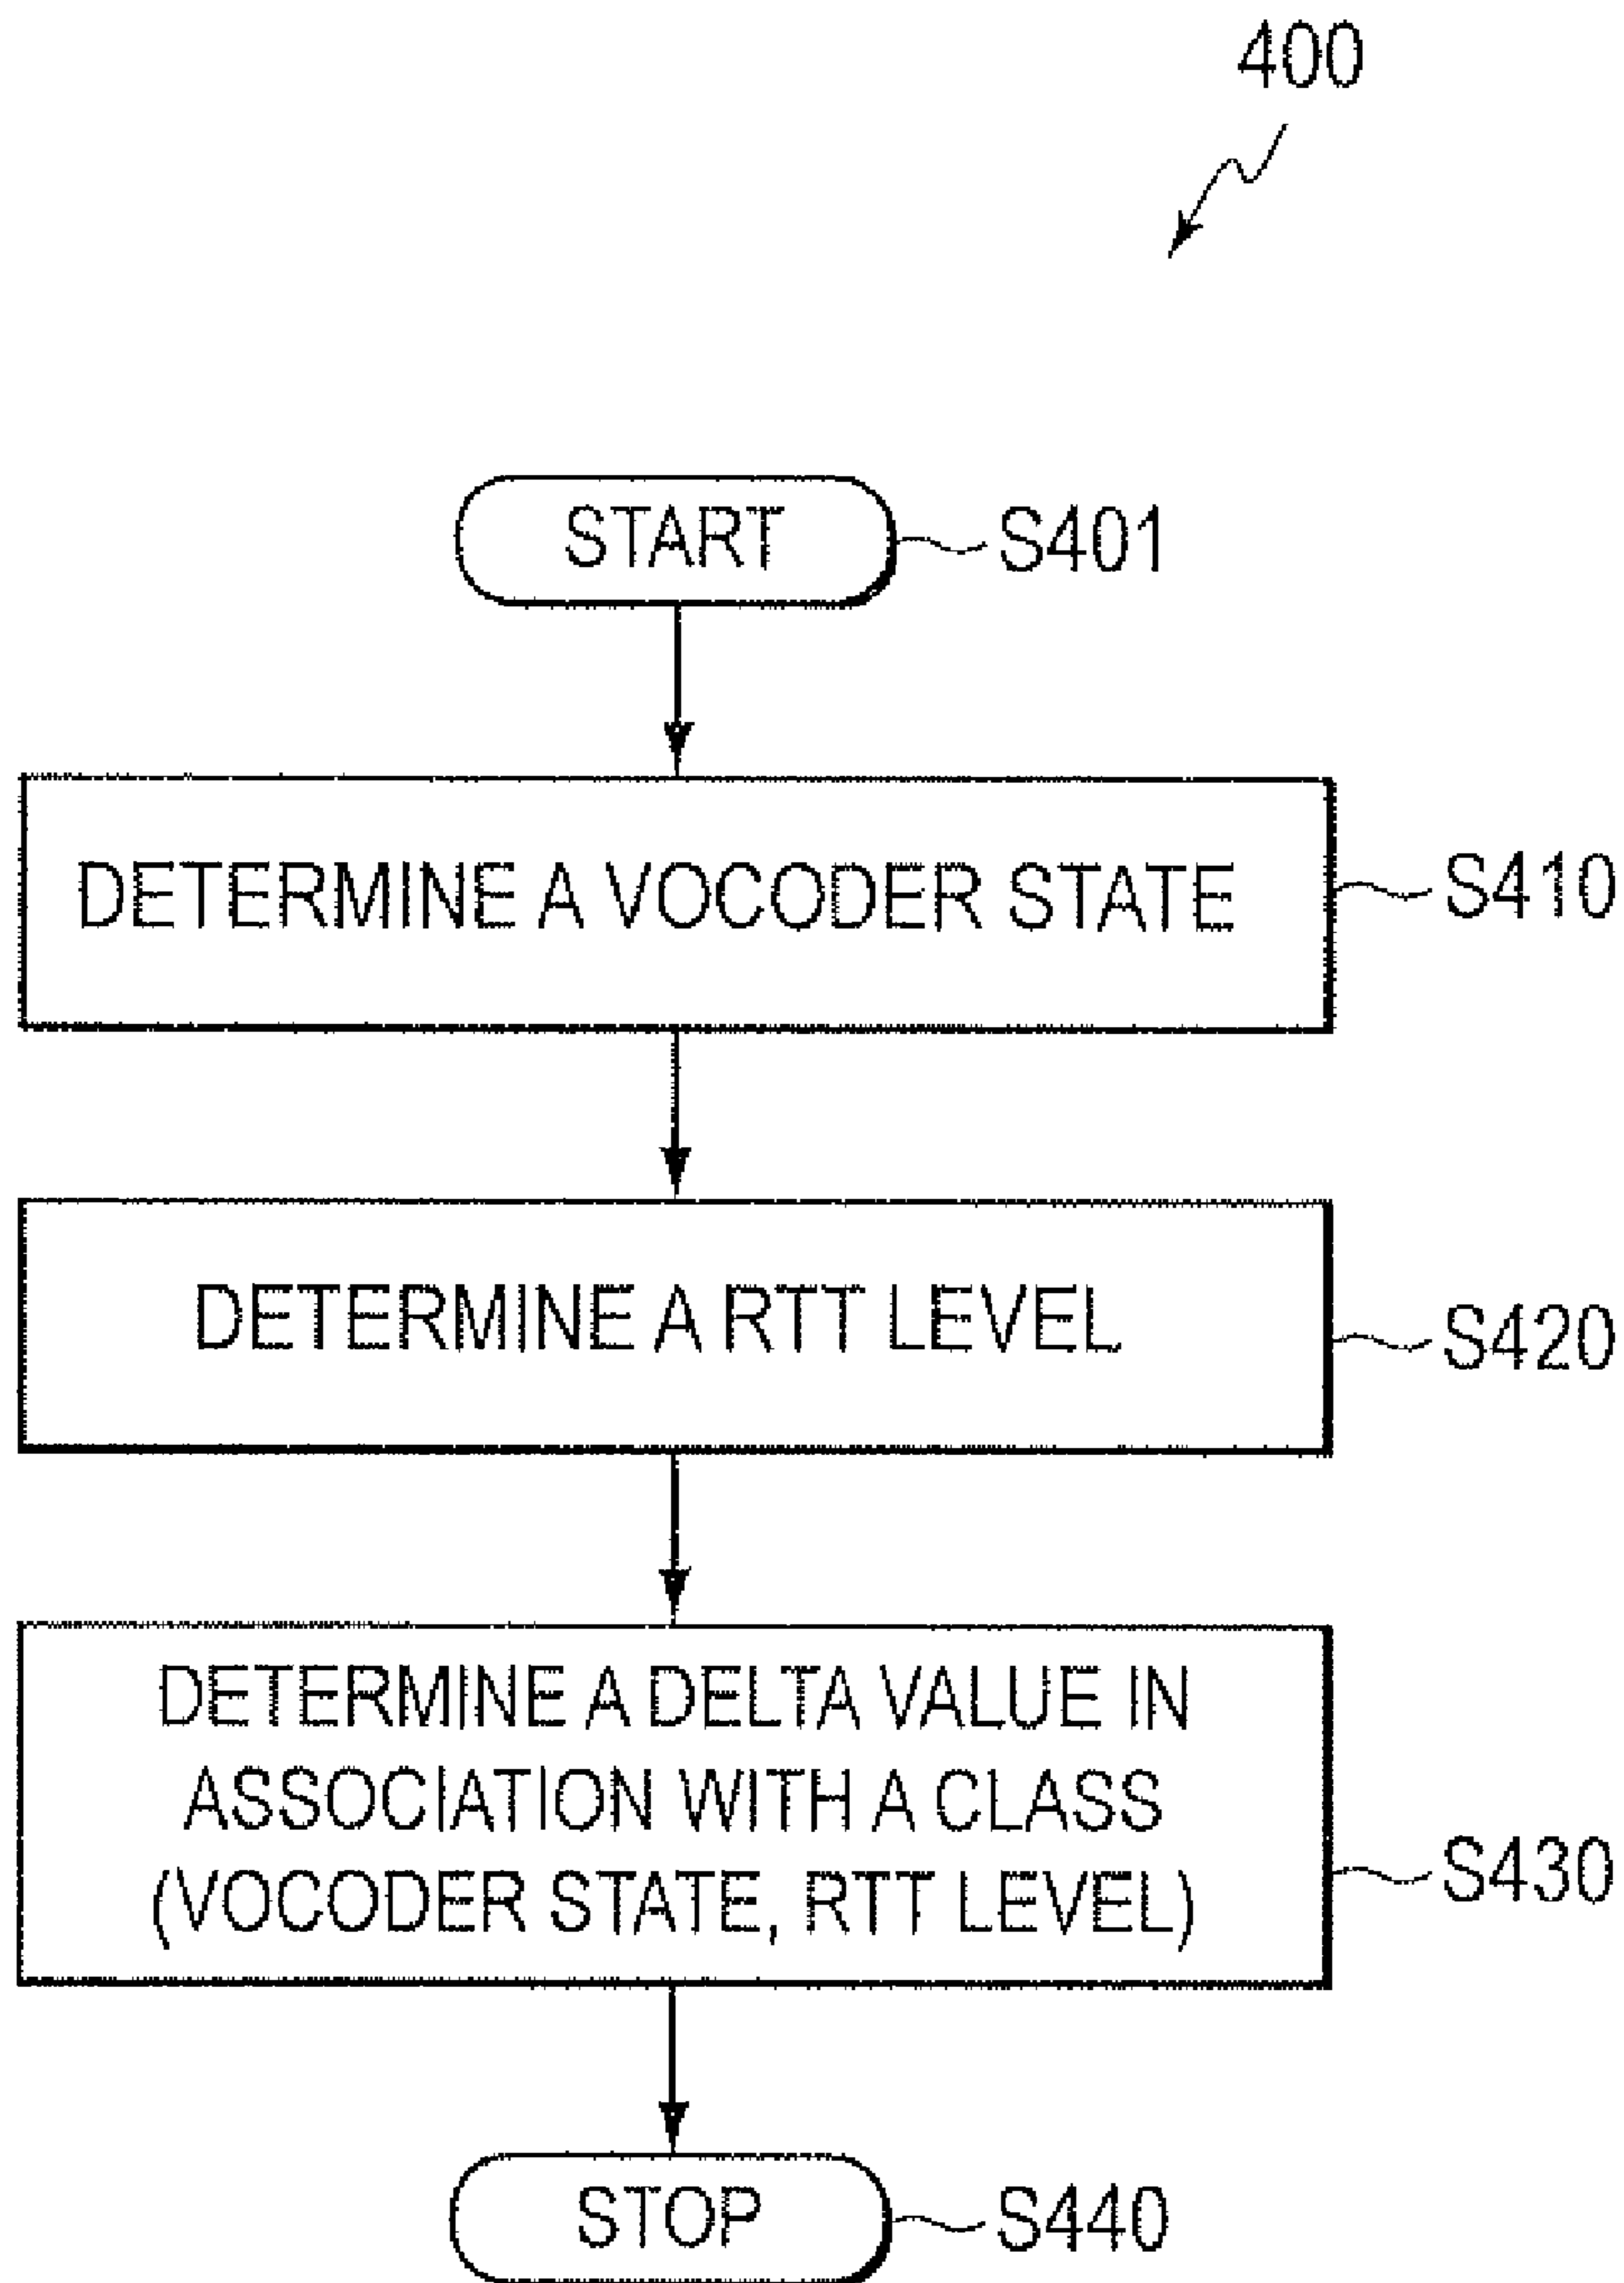 400
START
S401
DETERMINE A VOCODER STATE
S410
DETERMINE A RTT LEVEL
S420
DETERMINE A DELTA VALUE IN
ASSOCIATION WITH A CLASS
(VOCODER STATE, RTT LEVEL)
S430
STOP
S440